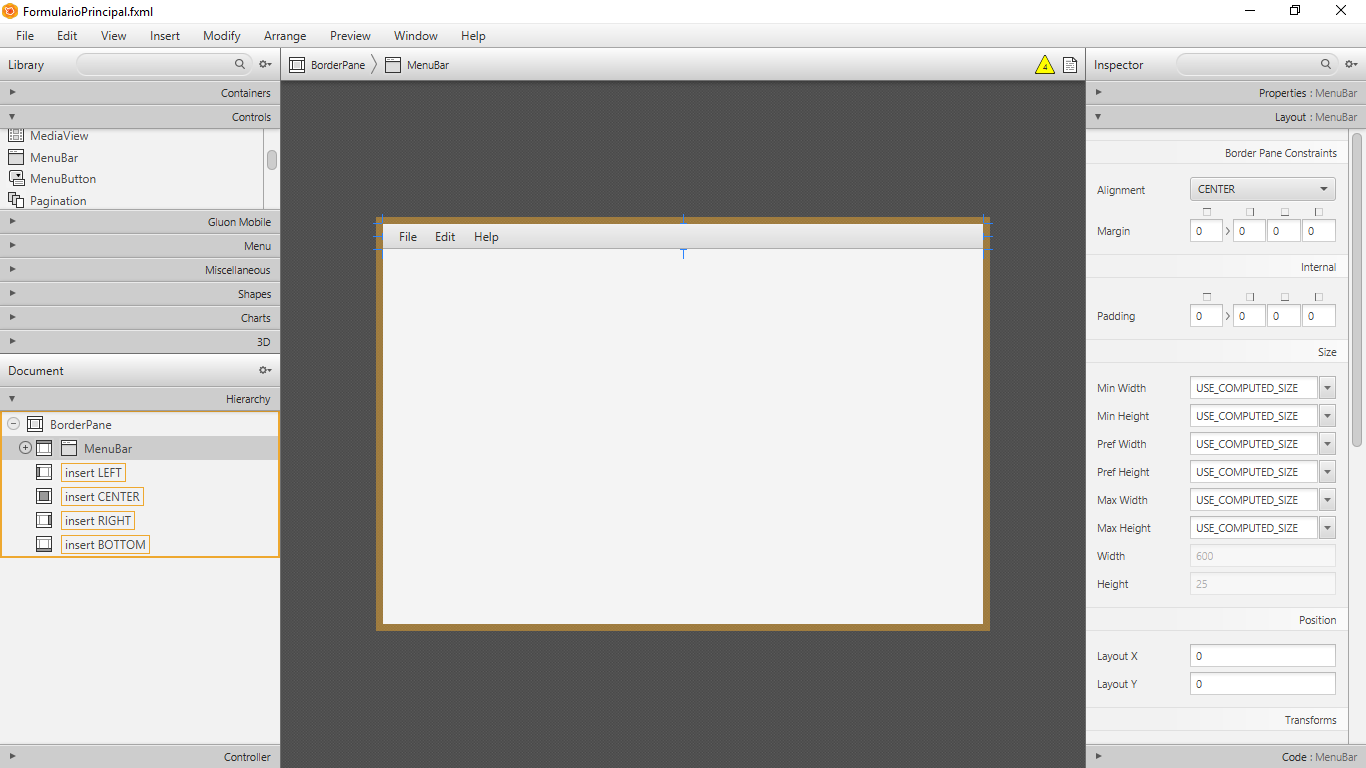 FormularioPrincipal.fxml
File Edit View Insert Modify Arrange Preview Window Help
Library
Containers
Controls
MediaView
MenuBar
MenuButton
Pagination
Gluon Mobile
Menu
Miscellaneous
Shapes
Charts
3D
Document
Hierarchy
BorderPane
MenuBar
insert LEFT
insert CENTER
insert RIGHT
insert BOTTOM
Controller
BorderPane MenuBar
4
File Edit Help
Inspector
Properties : MenuBar
Layout : MenuBar
Border Pane Constraints
Alignment CENTER
Margin 0 0 0 0
Internal
Padding 0 0 0 0
Size
Min Width USE_COMPUTED_SIZE
Min Height USE_COMPUTED_SIZE
Pref Width USE_COMPUTED_SIZE
Pref Height USE_COMPUTED_SIZE
Max Width USE_COMPUTED_SIZE
Max Height USE_COMPUTED_SIZE
Width 600
Height 25
Position
Layout X 0
Layout Y 0
Transforms
Code : MenuBar